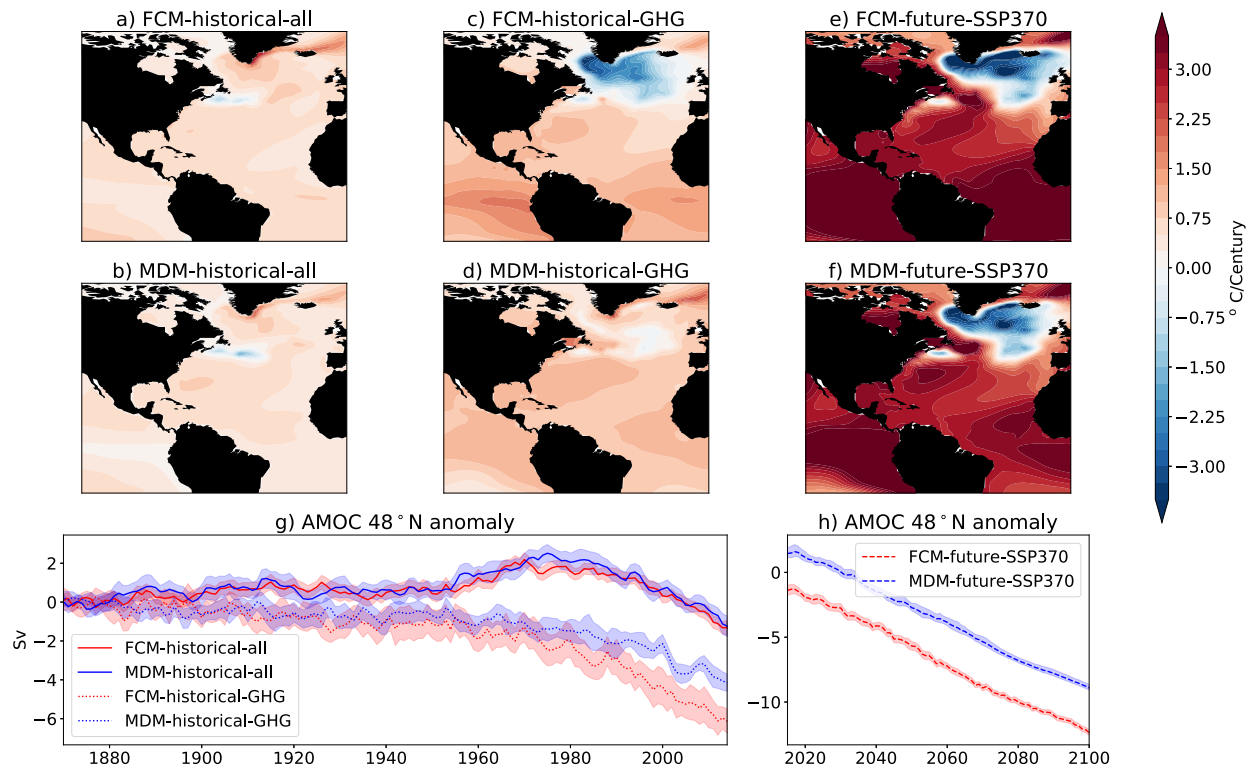 a) FCM-historical-all
c) FCM-historical-GHG
e) FCM-future-SSP370
b) MDM-historical-all
d) MDM-historical-GHG
f) MDM-future-SSP370
3.00
2.25
1.50
0.75
0.00
−0.75
−1.50
−2.25
−3.00
° C/Century
g) AMOC 48°N anomaly
Sv
2
0
−2
−4
−6
FCM-historical-all
MDM-historical-all
FCM-historical-GHG
MDM-historical-GHG
1880
1900
1920
1940
1960
1980
2000
h) AMOC 48°N anomaly
FCM-future-SSP370
MDM-future-SSP370
0
−5
−10
2020
2040
2060
2080
2100